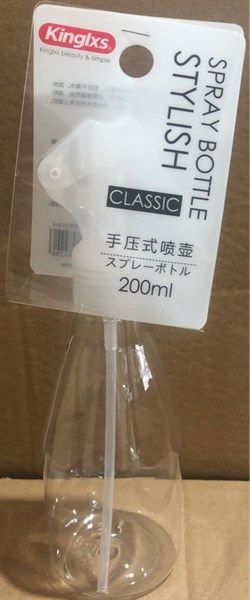 Kinglxs.
Kinglxs beauty & simple
SPRAY BOTTLE
STYLISH
CLASSIC
手压式喷壶
スプレーボトル
200ml